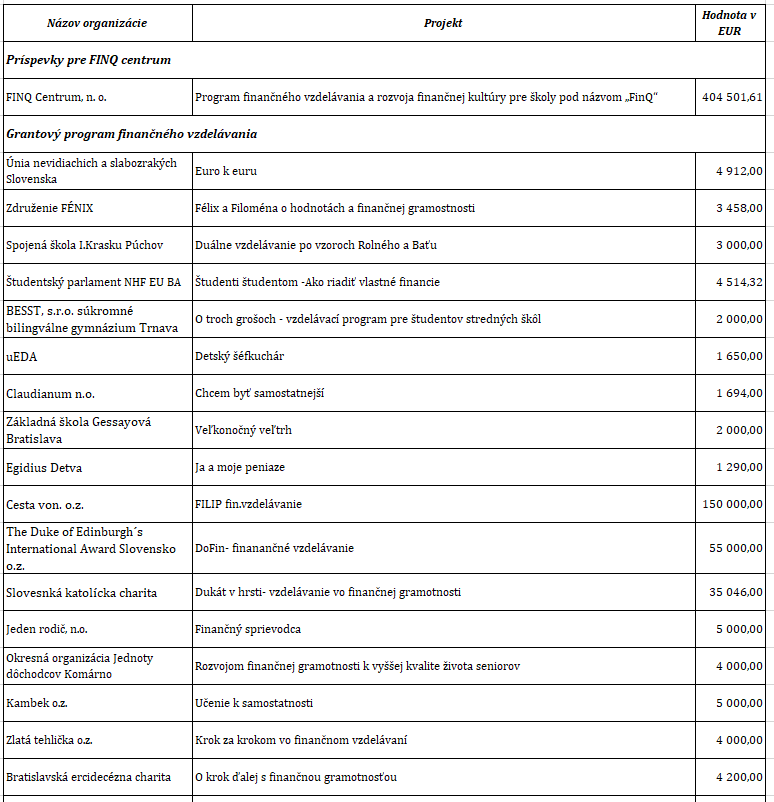 Názov organizácie Projekt Hodnota v
EUR
Príspevky pre FINQ centrum
FINQ Centrum, n. o. Program finančného vzdelávania a rozvoja finančnej kultúry pre školy pod názvom „FinQ“ 404 501,61
Grantový program finančného vzdelávania
Únia nevidiachich a slabozrakých
Slovenska Euro k euru 4 912,00
Združenie FÉNIX Félix a Filoména o hodnotách a finančnej gramostnosti 3 458,00
Spojená škola I.Krasku Púchov Duálne vzdelávanie po vzoroch Rolného a Baťu 3 000,00
Študentský parlament NHF EU BA Študenti študentom -Ako riadiť vlastné financie 4 514,32
BESST, s.r.o. súkromné
bilingválne gymnázium Trnava O troch grošoch - vzdelávací program pre študentov stredných škôl 2 000,00
uEDA Detský šéfkuchár 1 650,00
Claudianum n.o. Chcem byť samostatnejší 1 694,00
Základná škola Gessayová
Bratislava Veľkonočný veľtrh 2 000,00
Egidius Detva Ja a moje peniaze 1 290,00
Cesta von. o.z. FILIP fin.vzdelávanie 150 000,00
The Duke of Edinburgh´s
International Award Slovensko
o.z. DoFin- finanančné vzdelávanie 55 000,00
Slovesnká katolícka charita Dukát v hrsti- vzdelávanie vo finančnej gramotnosti 35 046,00
Jeden rodič, n.o. Finančný sprievodca 5 000,00
Okresná organizácia Jednoty
dôchodcov Komárno Rozvojom finančnej gramotnosti k vyššej kvalite života seniorov 4 000,00
Kambek o.z. Učenie k samostatnosti 5 000,00
Zlatá tehlička o.z. Krok za krokom vo finančnom vzdelávaní 4 000,00
Bratislavská ercidecézna charita O krok ďalej s finančnou gramotnosťou 4 200,00